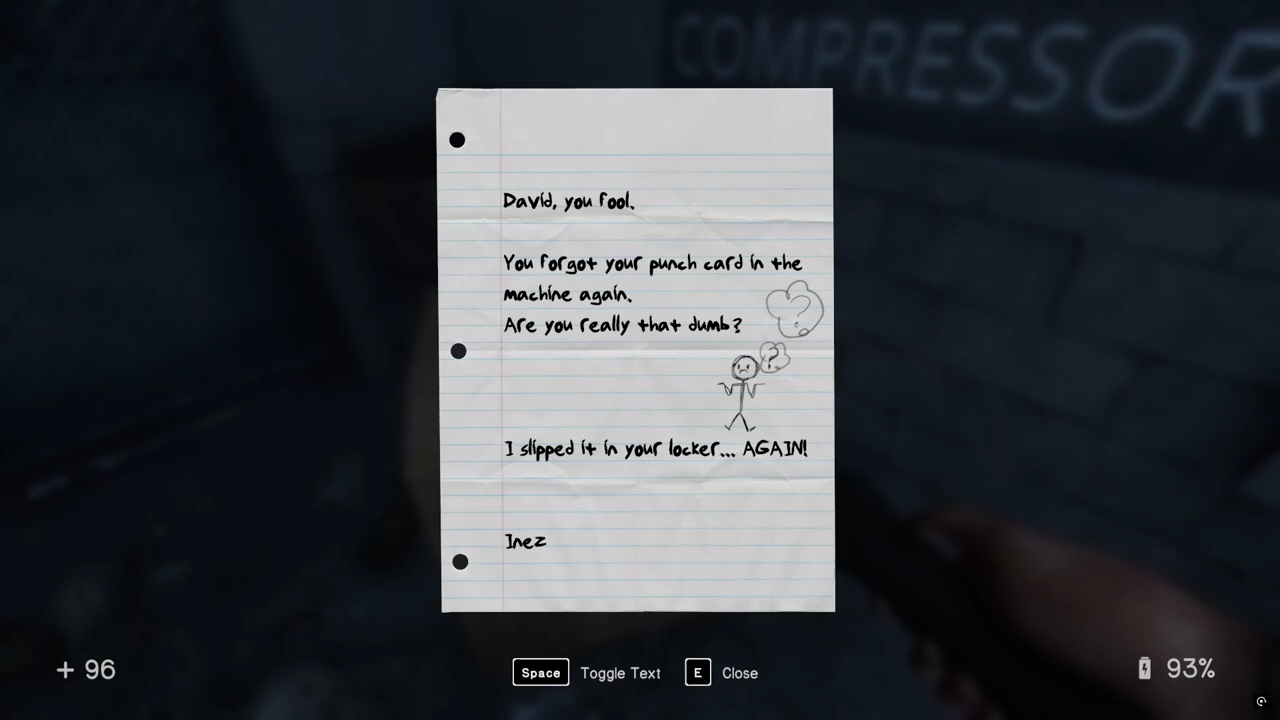 COMPRESSOR
David, you fool.
You forgot your punch card in the
machine again.
Are you really that dumb?
?
?
I slipped it in your locker... AGAIN!
Inez
+ 96
Space Toggle Text E Close
93%